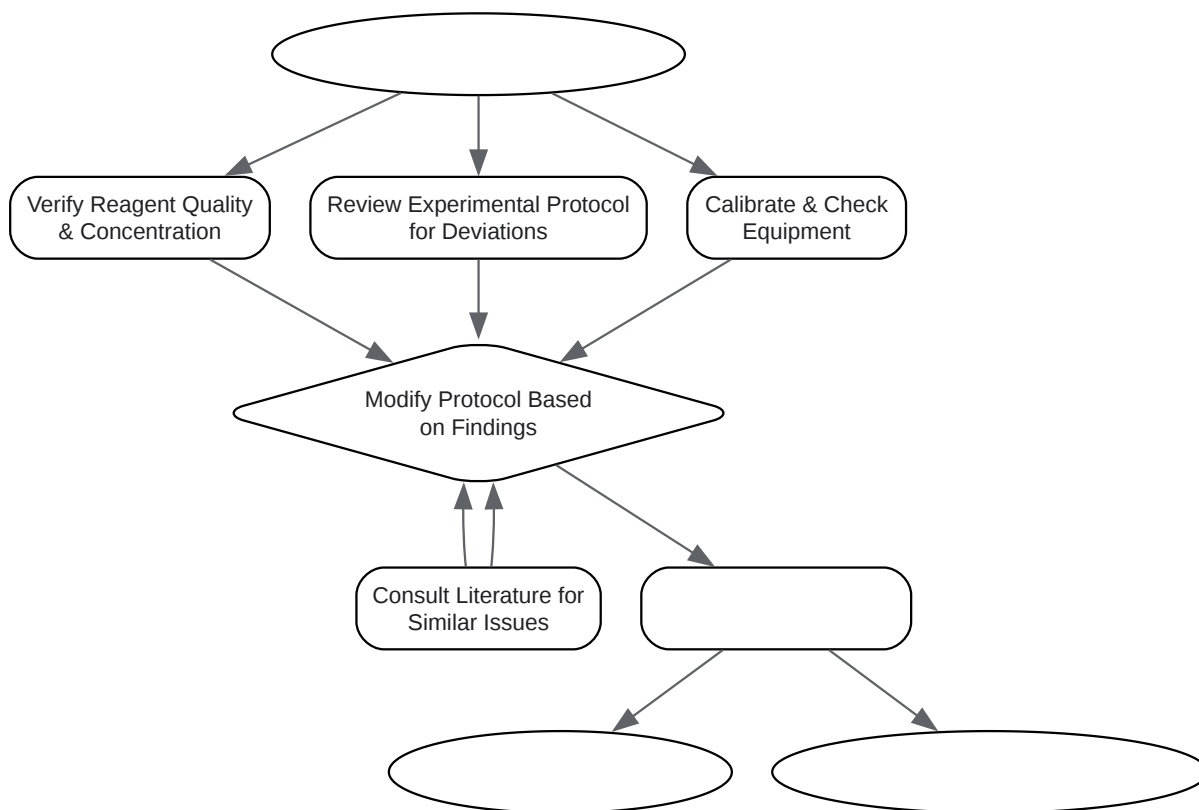 Verify Reagent Quality
& Concentration
Review Experimental Protocol
for Deviations
Calibrate & Check
Equipment
Modify Protocol Based
on Findings
Consult Literature for
Similar Issues